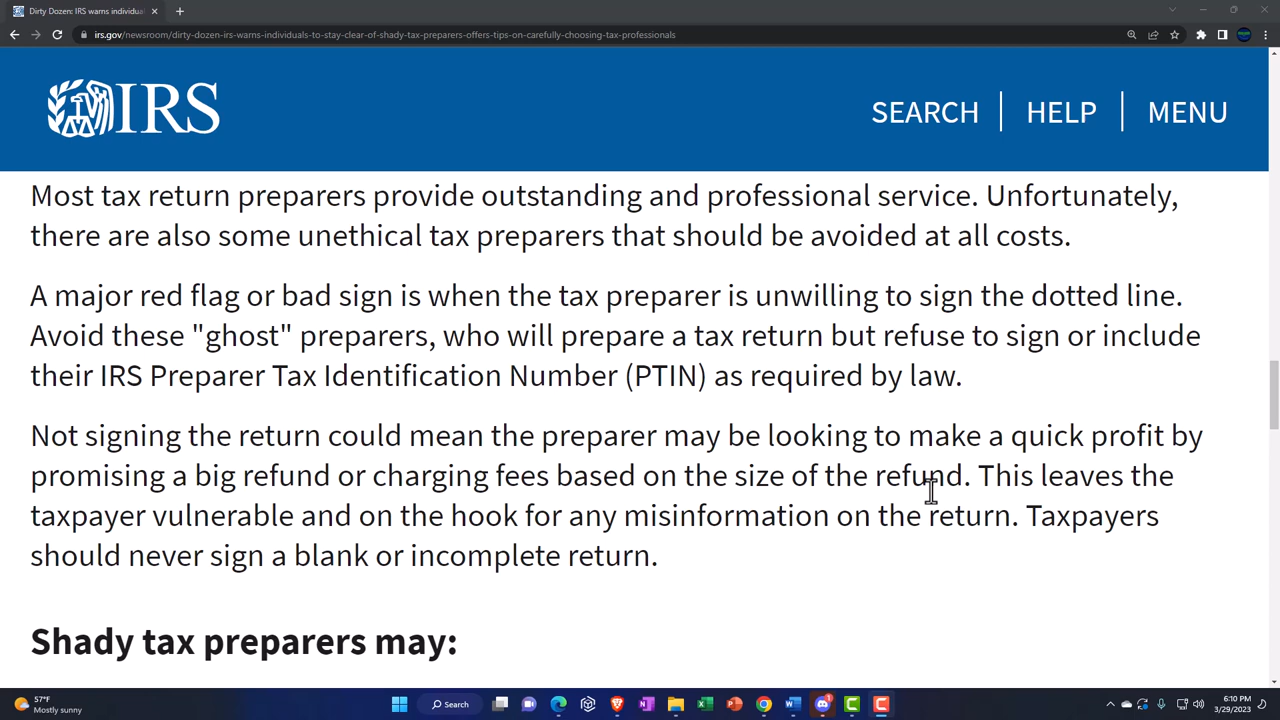 Dirty Dozen: IRS warns individual
irs.gov/newsroom/dirty-dozen-irs-warns-individuals-to-stay-clear-of-shady-tax-preparers-offers-tips-on-carefully-choosing-tax-professionals
IRS
SEARCH
HELP
MENU
Most tax return preparers provide outstanding and professional service. Unfortunately,
there are also some unethical tax preparers that should be avoided at all costs.
A major red flag or bad sign is when the tax preparer is unwilling to sign the dotted line.
Avoid these "ghost" preparers, who will prepare a tax return but refuse to sign or include
their IRS Preparer Tax Identification Number (PTIN) as required by law.
Not signing the return could mean the preparer may be looking to make a quick profit by
promising a big refund or charging fees based on the size of the refund. This leaves the
taxpayer vulnerable and on the hook for any misinformation on the return. Taxpayers
should never sign a blank or incomplete return.
Shady tax preparers may:
57°F
Mostly sunny
Search
1
6:10 PM
3/29/2023